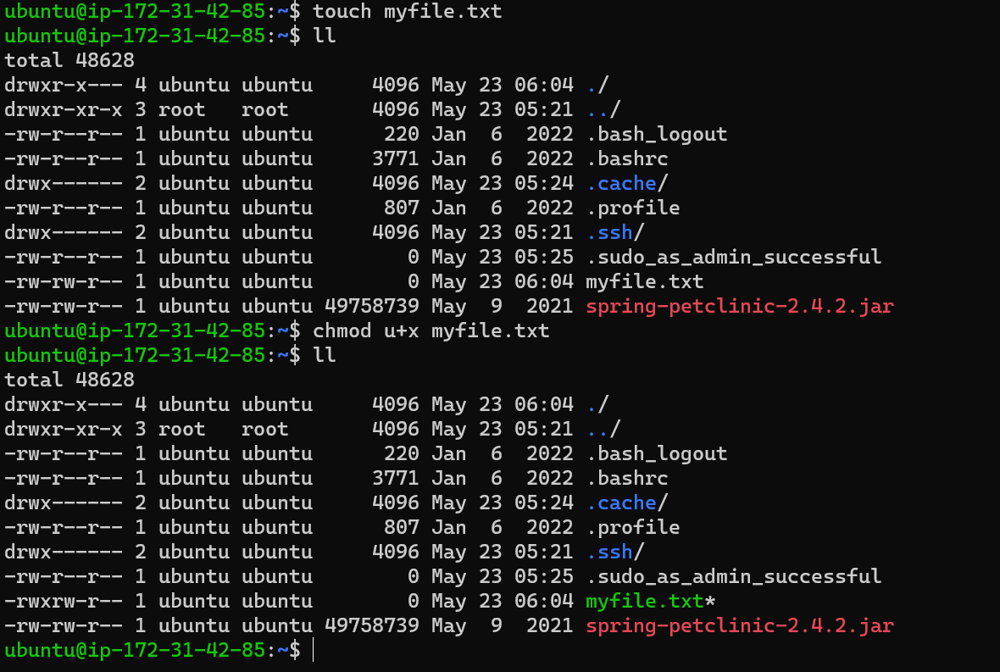 ubuntu@ip-172-31-42-85:~$ touch myfile.txt
ubuntu@ip-172-31-42-85:~$ ll
total 48628
drwxr-x--- 4 ubuntu ubuntu     4096 May 23 06:04 ./
drwxr-xr-x 3 root   root       4096 May 23 05:21 ../
-rw-r--r-- 1 ubuntu ubuntu      220 Jan  6  2022 .bash_logout
-rw-r--r-- 1 ubuntu ubuntu     3771 Jan  6  2022 .bashrc
drwx------ 2 ubuntu ubuntu     4096 May 23 05:24 .cache/
-rw-r--r-- 1 ubuntu ubuntu      807 Jan  6  2022 .profile
drwx------ 2 ubuntu ubuntu     4096 May 23 05:21 .ssh/
-rw-r--r-- 1 ubuntu ubuntu        0 May 23 05:25 .sudo_as_admin_successful
-rw-rw-r-- 1 ubuntu ubuntu        0 May 23 06:04 myfile.txt
-rw-rw-r-- 1 ubuntu ubuntu 49758739 May  9  2021 spring-petclinic-2.4.2.jar
ubuntu@ip-172-31-42-85:~$ chmod u+x myfile.txt
ubuntu@ip-172-31-42-85:~$ ll
total 48628
drwxr-x--- 4 ubuntu ubuntu     4096 May 23 06:04 ./
drwxr-xr-x 3 root   root       4096 May 23 05:21 ../
-rw-r--r-- 1 ubuntu ubuntu      220 Jan  6  2022 .bash_logout
-rw-r--r-- 1 ubuntu ubuntu     3771 Jan  6  2022 .bashrc
drwx------ 2 ubuntu ubuntu     4096 May 23 05:24 .cache/
-rw-r--r-- 1 ubuntu ubuntu      807 Jan  6  2022 .profile
drwx------ 2 ubuntu ubuntu     4096 May 23 05:21 .ssh/
-rw-r--r-- 1 ubuntu ubuntu        0 May 23 05:25 .sudo_as_admin_successful
-rwxrw-r-- 1 ubuntu ubuntu        0 May 23 06:04 myfile.txt*
-rw-rw-r-- 1 ubuntu ubuntu 49758739 May  9  2021 spring-petclinic-2.4.2.jar
ubuntu@ip-172-31-42-85:~$